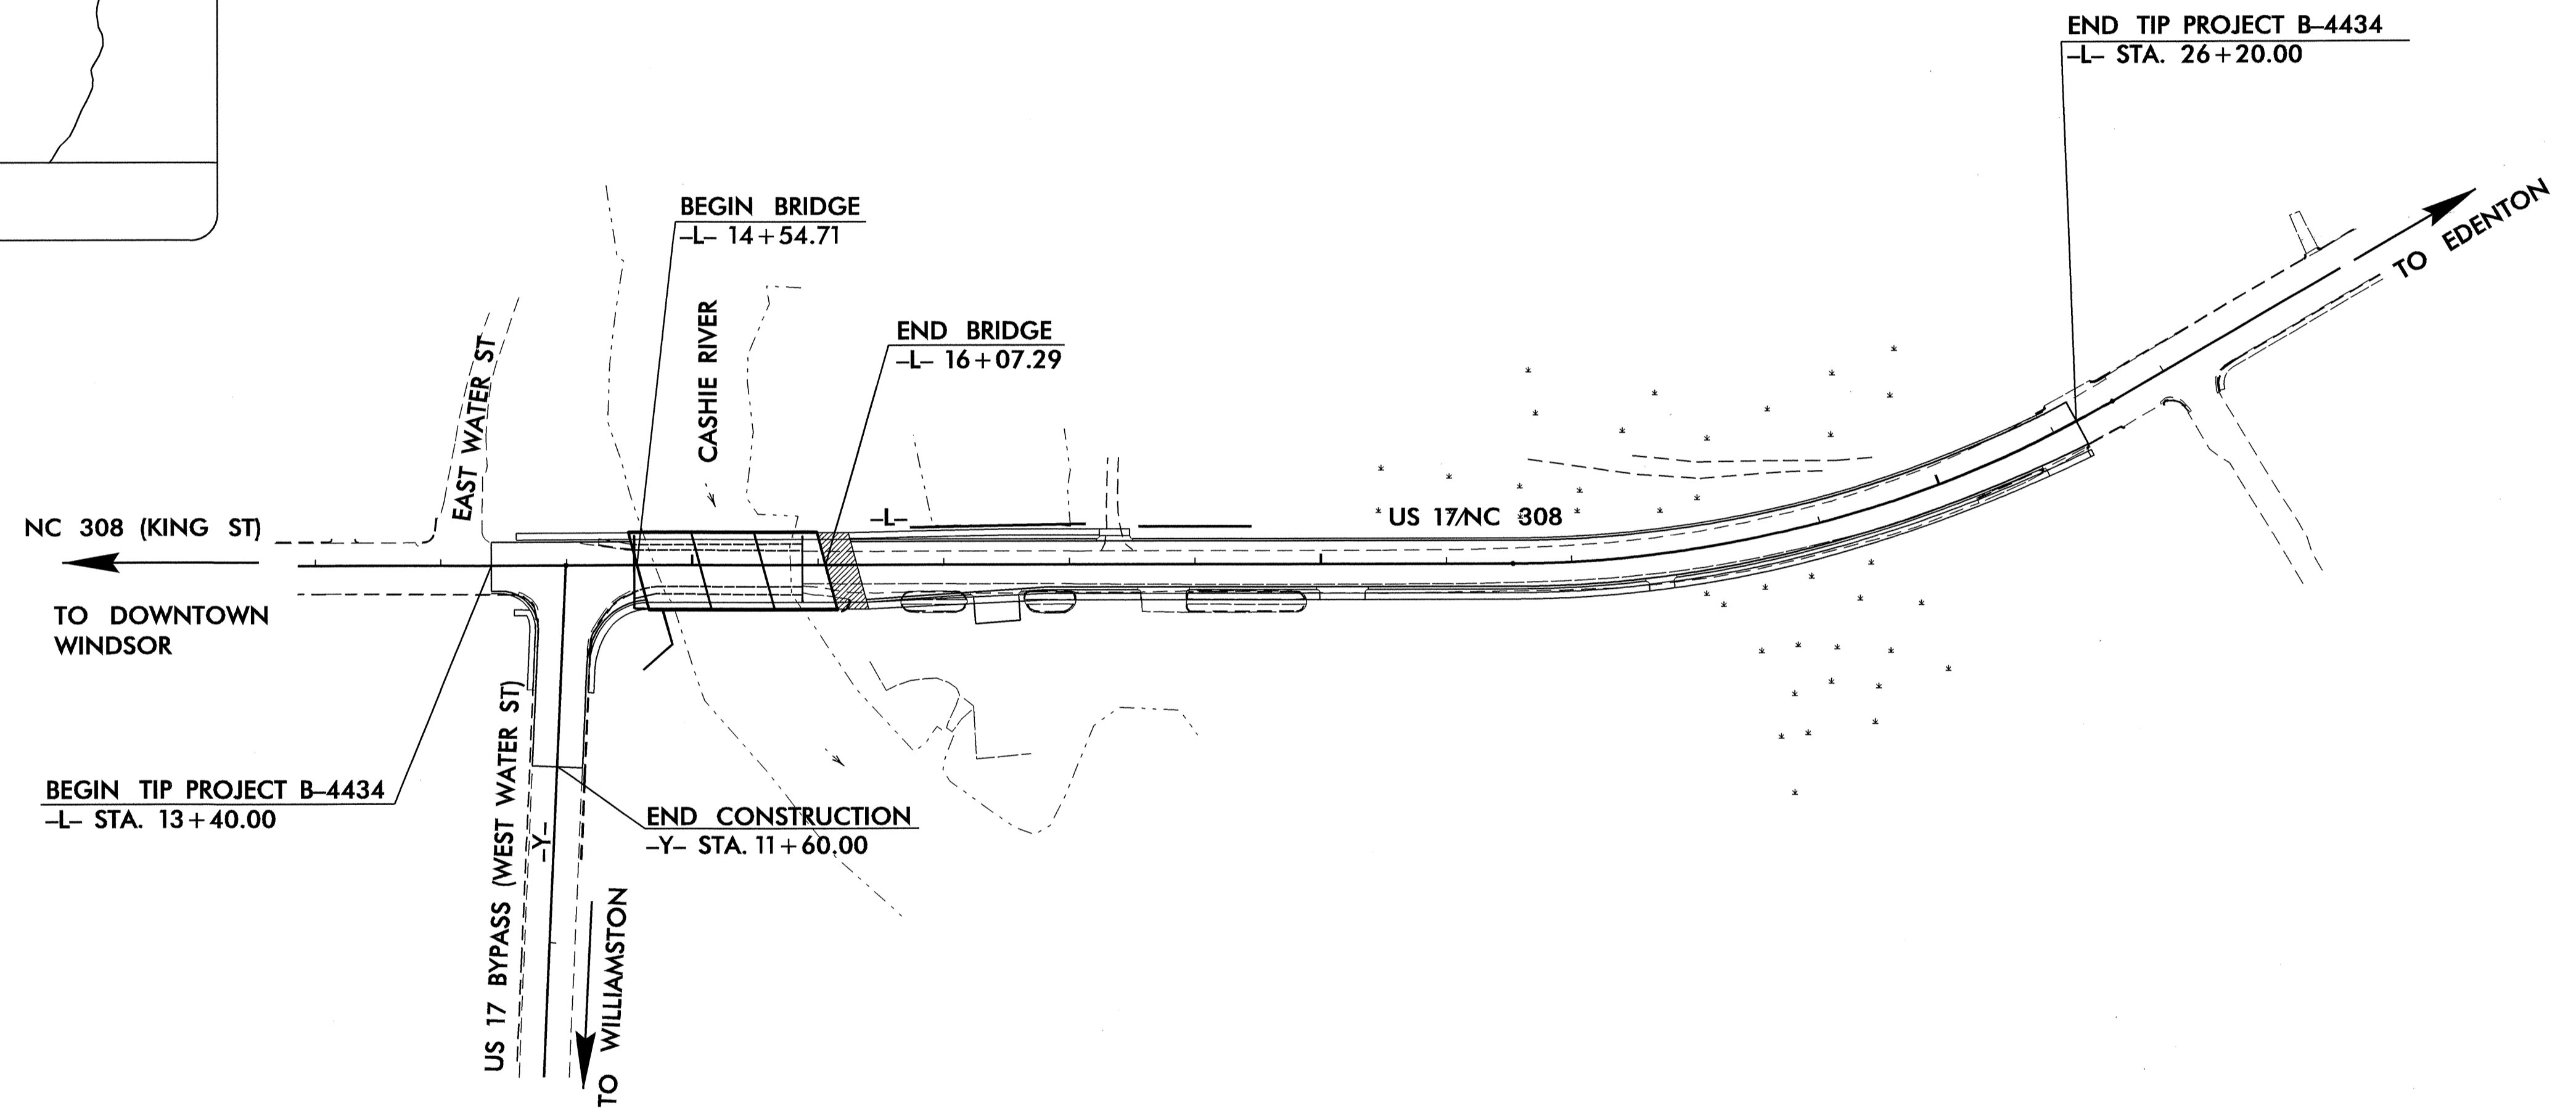 END TIP PROJECT B–4434
–L– STA. 26+20.00
BEGIN BRIDGE
–L– 14+54.71
TO EDENTON
CASHIE RIVER
END BRIDGE
–L– 16+07.29
EAST WATER ST
NC 308 (KING ST)
–L–
US 17/NC 308
TO DOWNTOWN
WINDSOR
US 17 BYPASS (WEST WATER ST)
BEGIN TIP PROJECT B–4434
–L– STA. 13+40.00
–Y–
END CONSTRUCTION
–Y– STA. 11+60.00
TO WILLIAMSTON